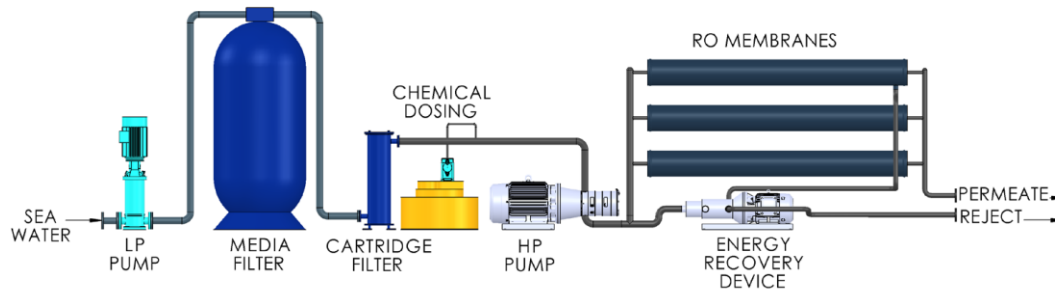 SEA
WATER
LP
PUMP
MEDIA
FILTER
CARTRIDGE
FILTER
CHEMICAL
DOSING
HP
PUMP
RO MEMBRANES
ENERGY
RECOVERY
DEVICE
PERMEATE
REJECT